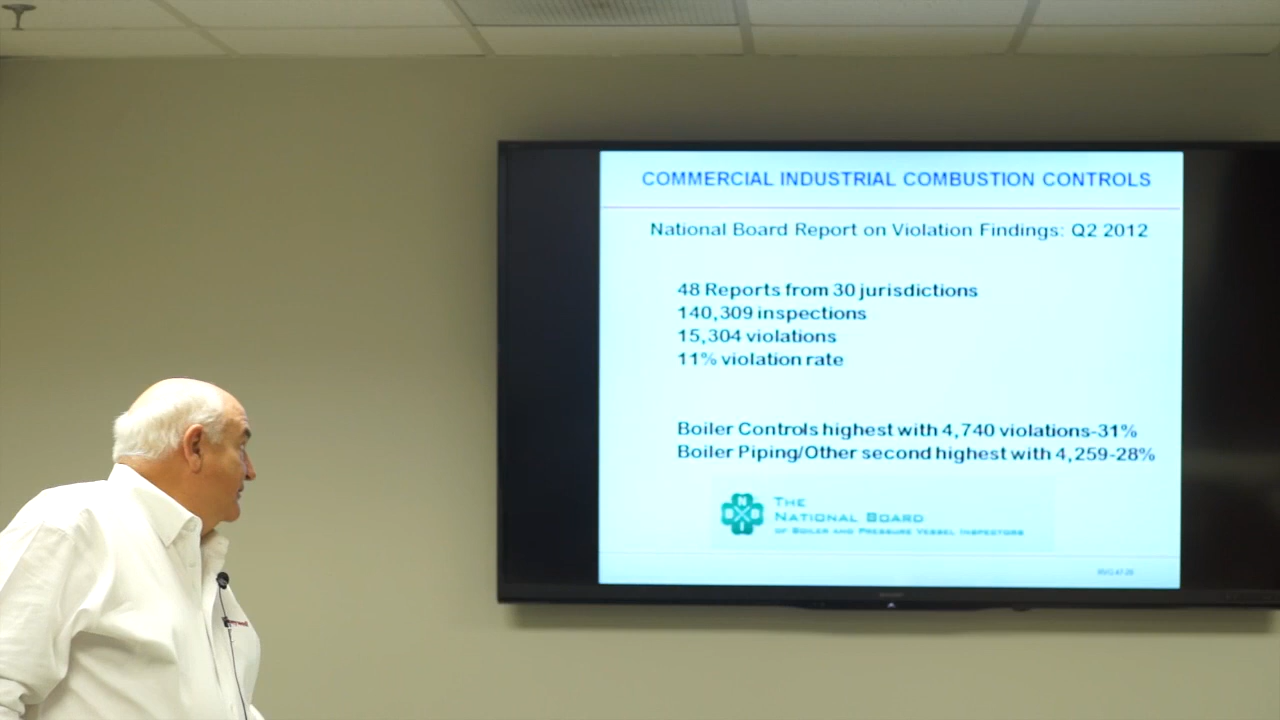 COMMERCIAL INDUSTRIAL COMBUSTION CONTROLS
National Board Report on Violation Findings: Q2 2012
48 Reports from 30 jurisdictions
140,309 inspections
15,304 violations
11% violation rate
Boiler Controls highest with 4,740 violations-31%
Boiler Piping/Other second highest with 4,259-28%
THE
NATIONAL BOARD
OF BOILER AND PRESSURE VESSEL INSPECTORS